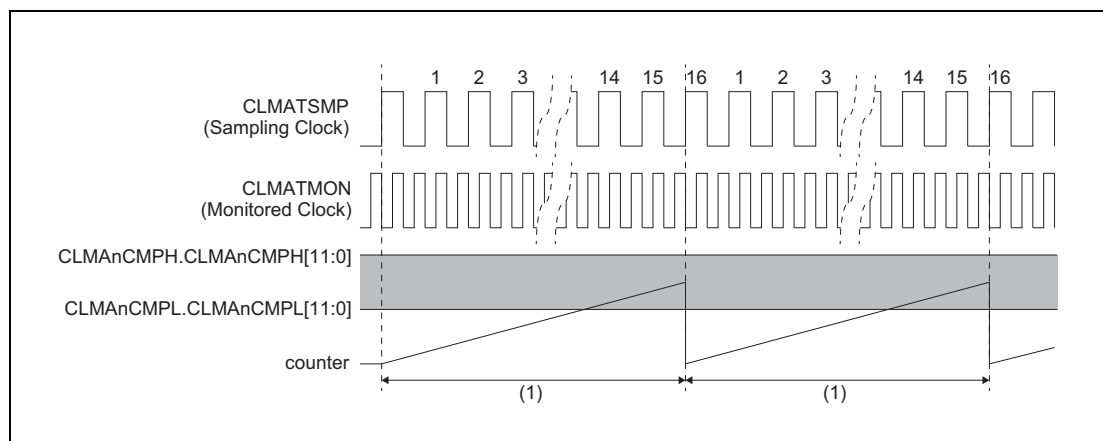 1 2 3 14 15 16 1 2 3 14 15 16
CLMATSMP
(Sampling Clock)
CLMATMON
(Monitored Clock)
CLMAnCMPH.CLMAnCMPH[11:0]
CLMAnCMPL.CLMAnCMPL[11:0]
counter
(1) (1)